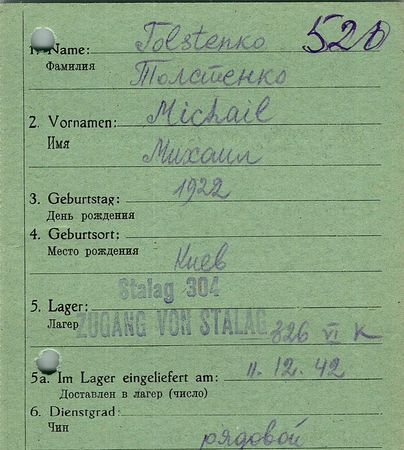 1. Name: Tolstenko 520
Фамилия Толстенко
2. Vornamen: Michail
Имя Михаил
3. Geburtstag: 1922
День рождения
4. Geburtsort:
Место рождения Киев
Stalag 304
5. Lager:
Лагер ZUGANG VON STALAG 326 VI K
5a. Im Lager eingeliefert am: 11. 12. 42
Доставлен в лагер (число)
6. Dienstgrad:
Чин рядовой